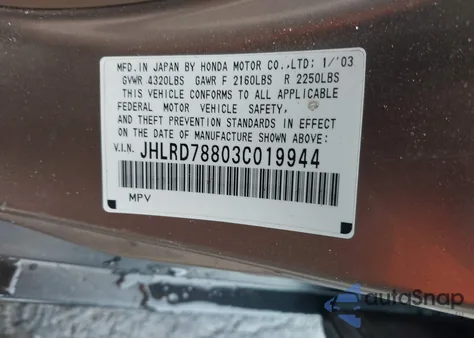 MFD.IN JAPAN BY HONDA MOTOR CO.,LTD: 1/'03
GVWR 4320LBS GAWR F 2160LBS R 2250LBS
THIS VEHICLE CONFORMS TO ALL APPLICABLE
FEDERAL MOTOR VEHICLE SAFETY,
AND THEFT PREVENTION STANDARDS IN EFFECT
ON THE DATE OF MANUFACTURE SHOWN ABOVE:
V.I.N. JHLRD78803C019944
MPV
autoSnap